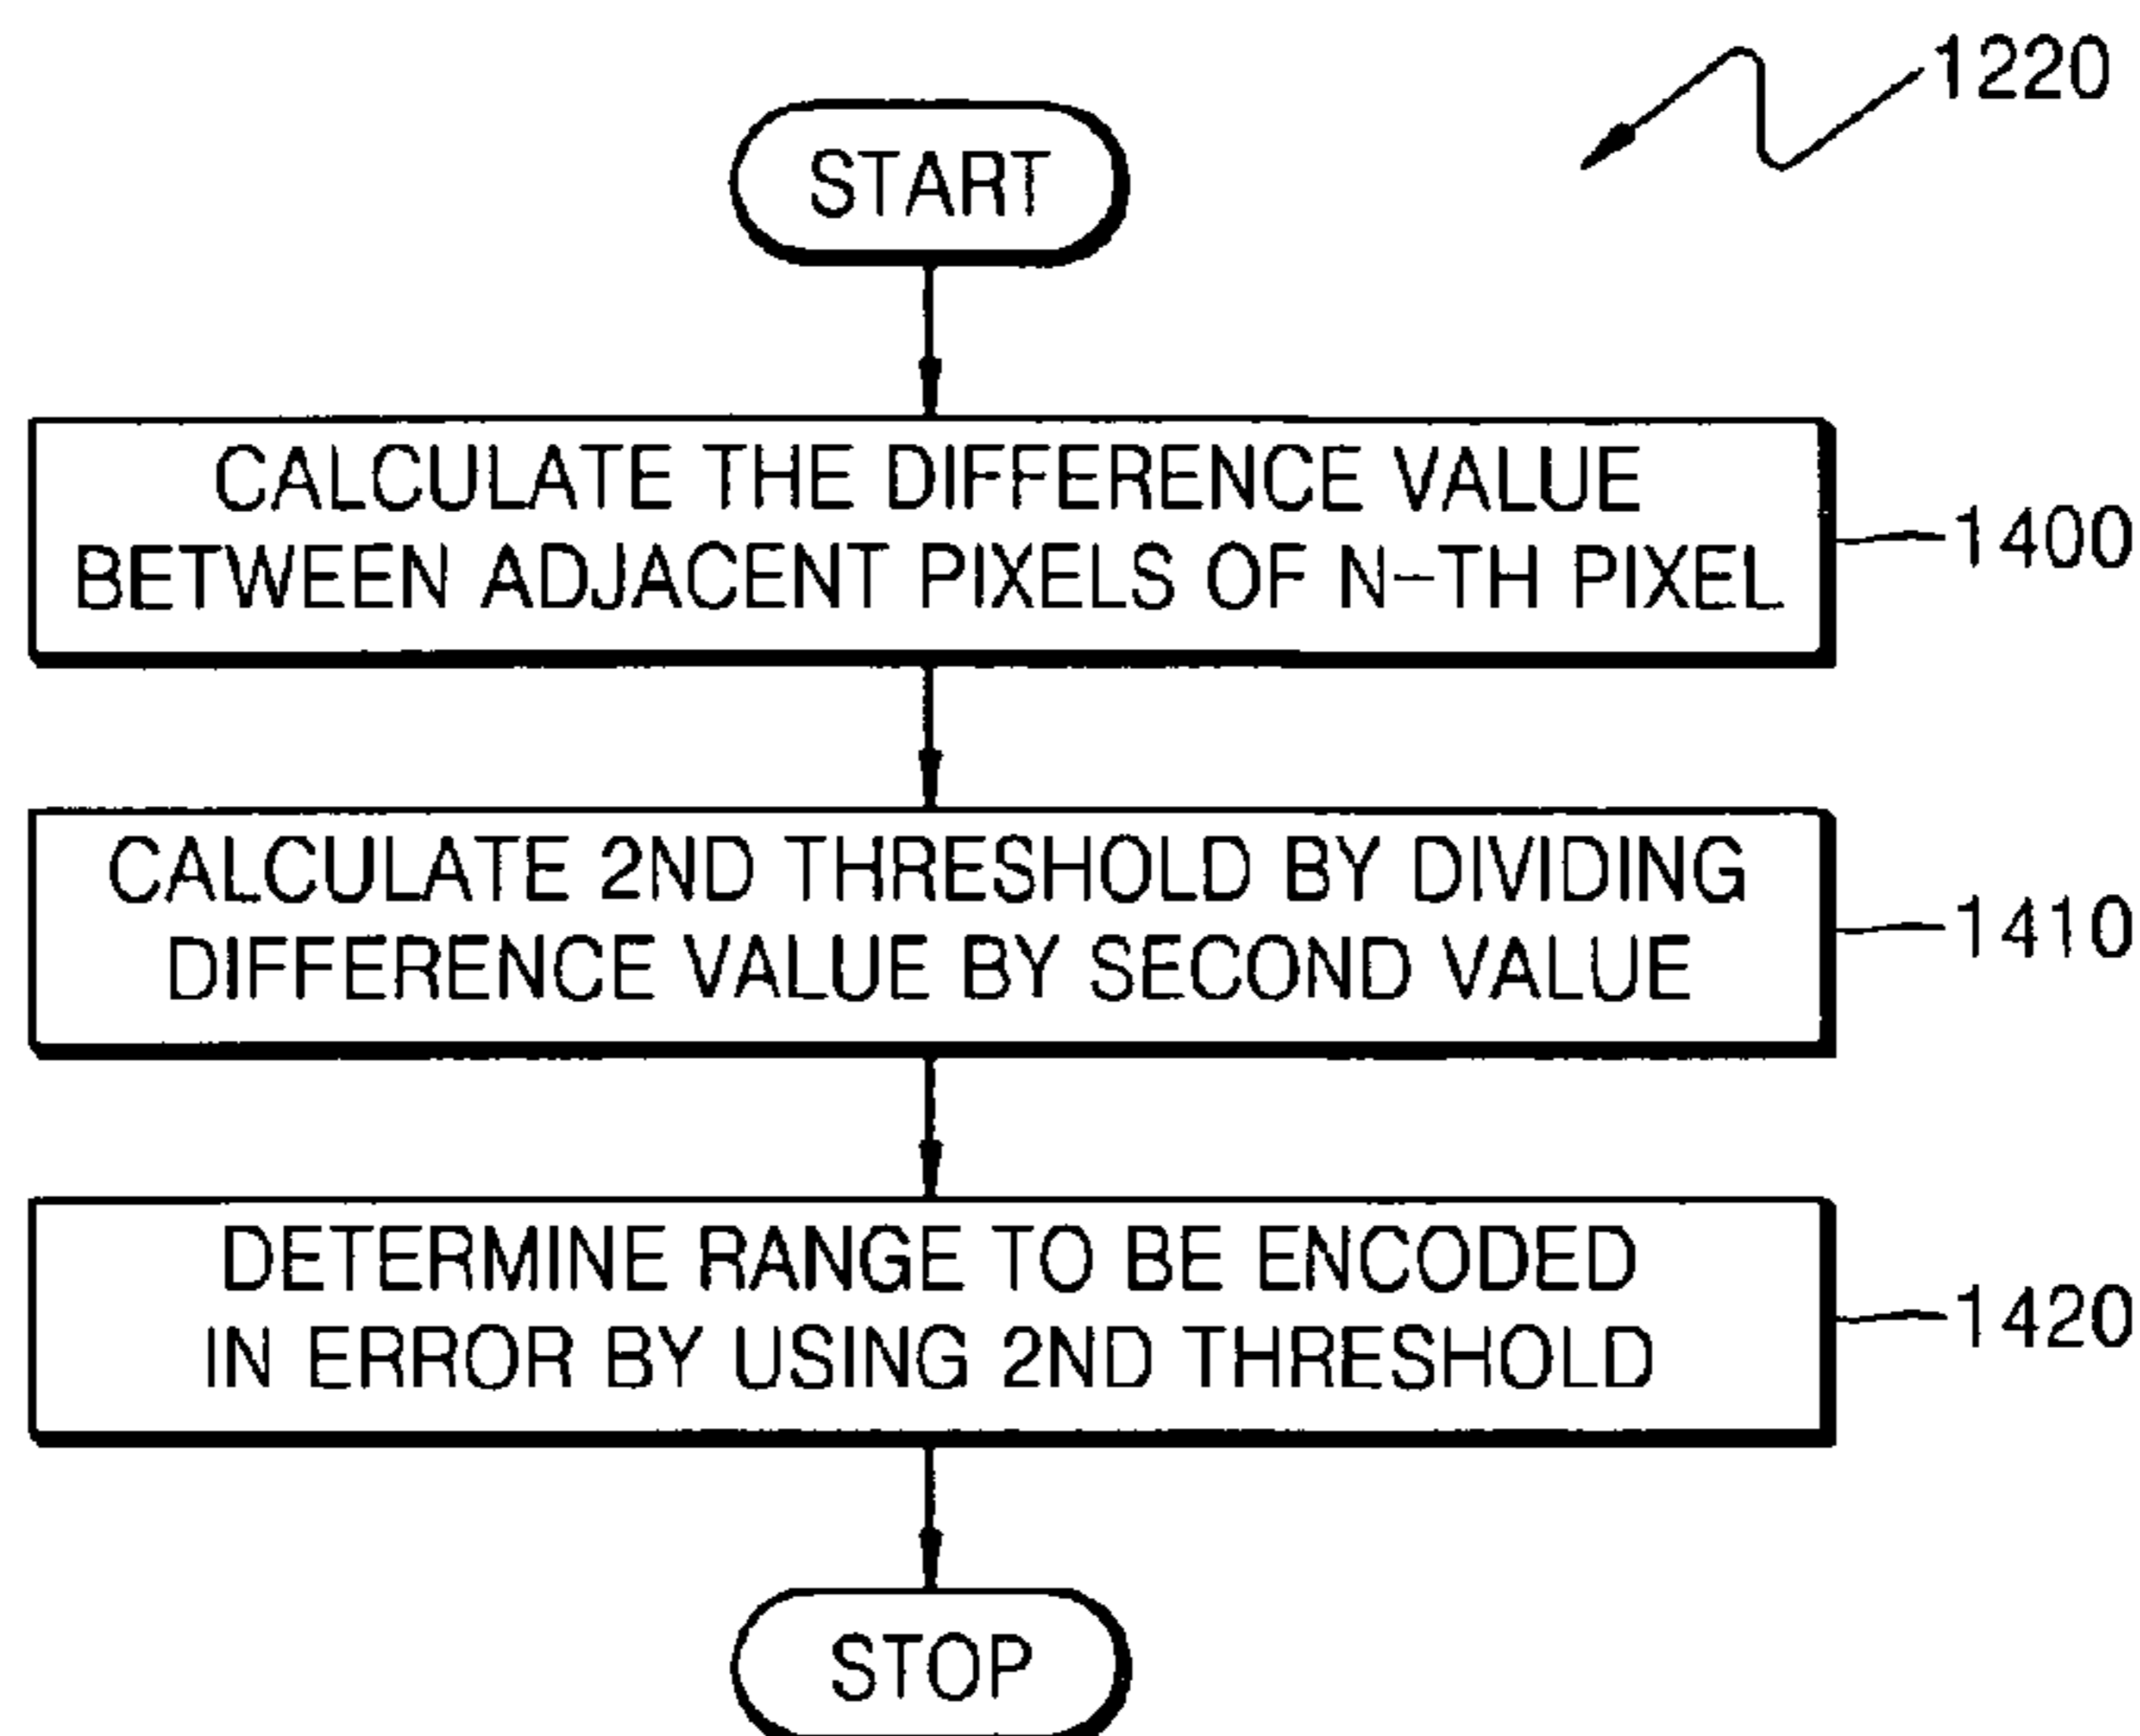 1220
START
CALCULATE THE DIFFERENCE VALUE
BETWEEN ADJACENT PIXELS OF N-TH PIXEL
1400
CALCULATE 2ND THRESHOLD BY DIVIDING
DIFFERENCE VALUE BY SECOND VALUE
1410
DETERMINE RANGE TO BE ENCODED
IN ERROR BY USING 2ND THRESHOLD
1420
STOP